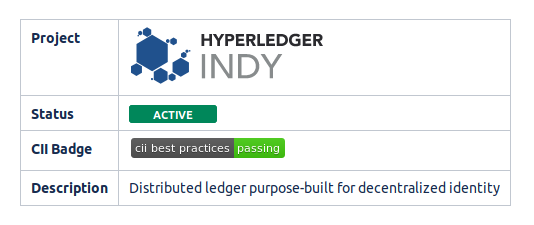 Project
HYPERLEDGER
INDY
Status
ACTIVE
CII Badge
cii best practices passing
Description
Distributed ledger purpose-built for decentralized identity